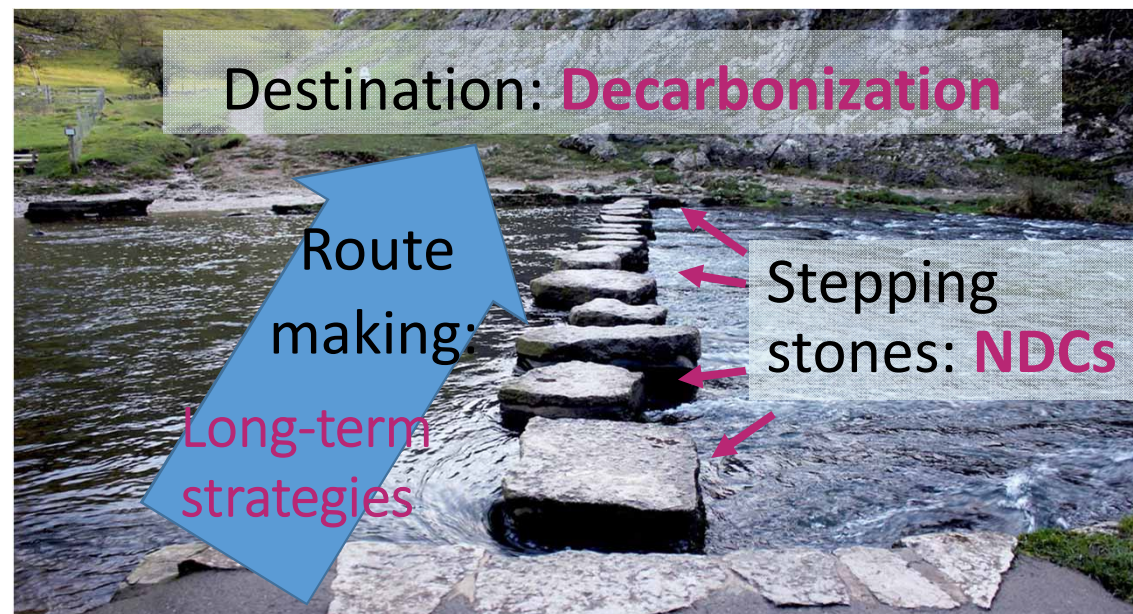 Destination: Decarbonization
Route
making:
Long-term
strategies
Stepping
stones: NDCs